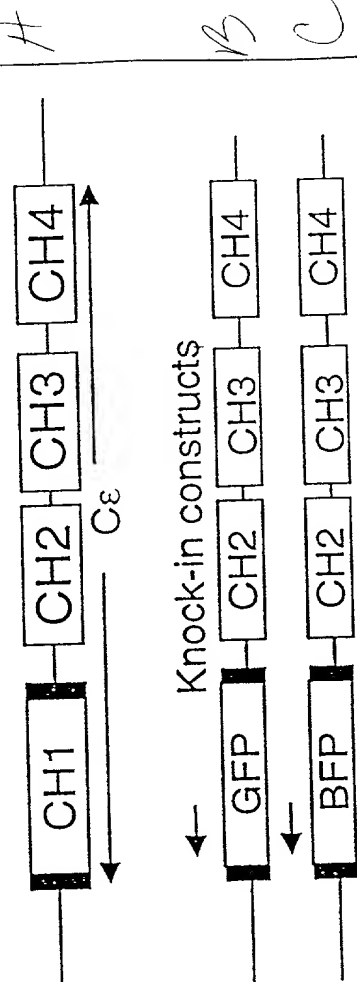 A
CH1 CH2 CH3 CH4
Cε
Knock-in constructs
B
GFP CH2 CH3 CH4
C
BFP CH2 CH3 CH4